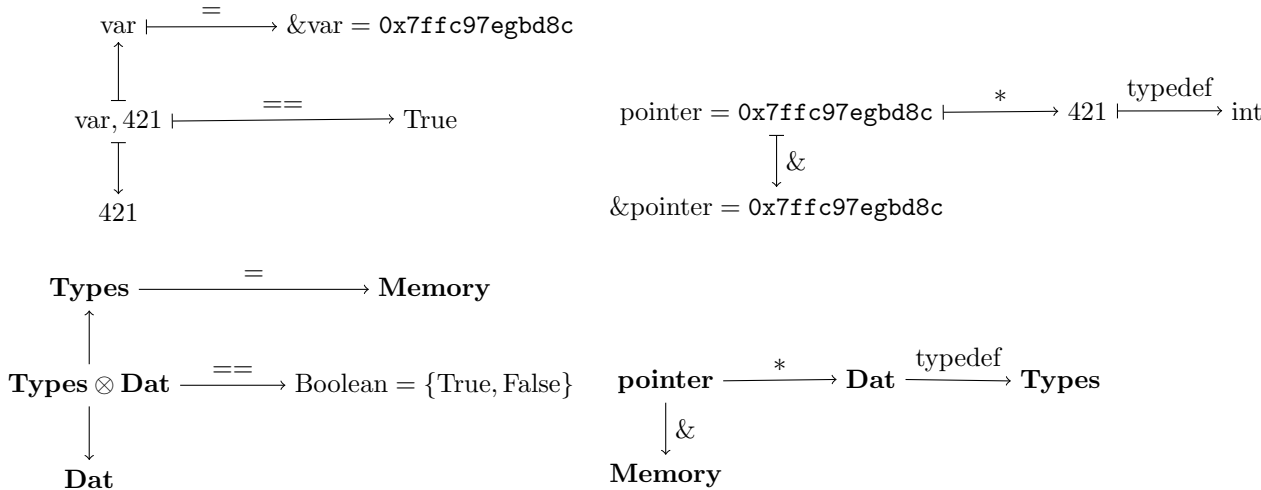 =
var &var = 0x7ffc97egbd8c
==
var, 421 True
421
* typedef
pointer = 0x7ffc97egbd8c 421 int
&
&pointer = 0x7ffc97egbd8c
=
Types Memory
==
Types ⊗ Dat Boolean = {True, False}
Dat
* typedef
pointer Dat Types
&
Memory